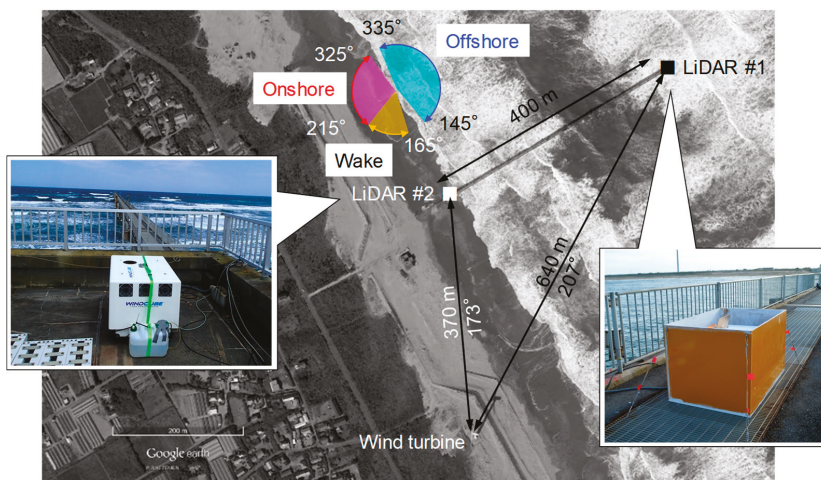 335°
325°
Offshore
Onshore
LiDAR #1
400 m
145°
215°
165°
Wake
LiDAR #2
640 m
207°
370 m
173°
WINDCUBE
Wind turbine
200 m
Google earth